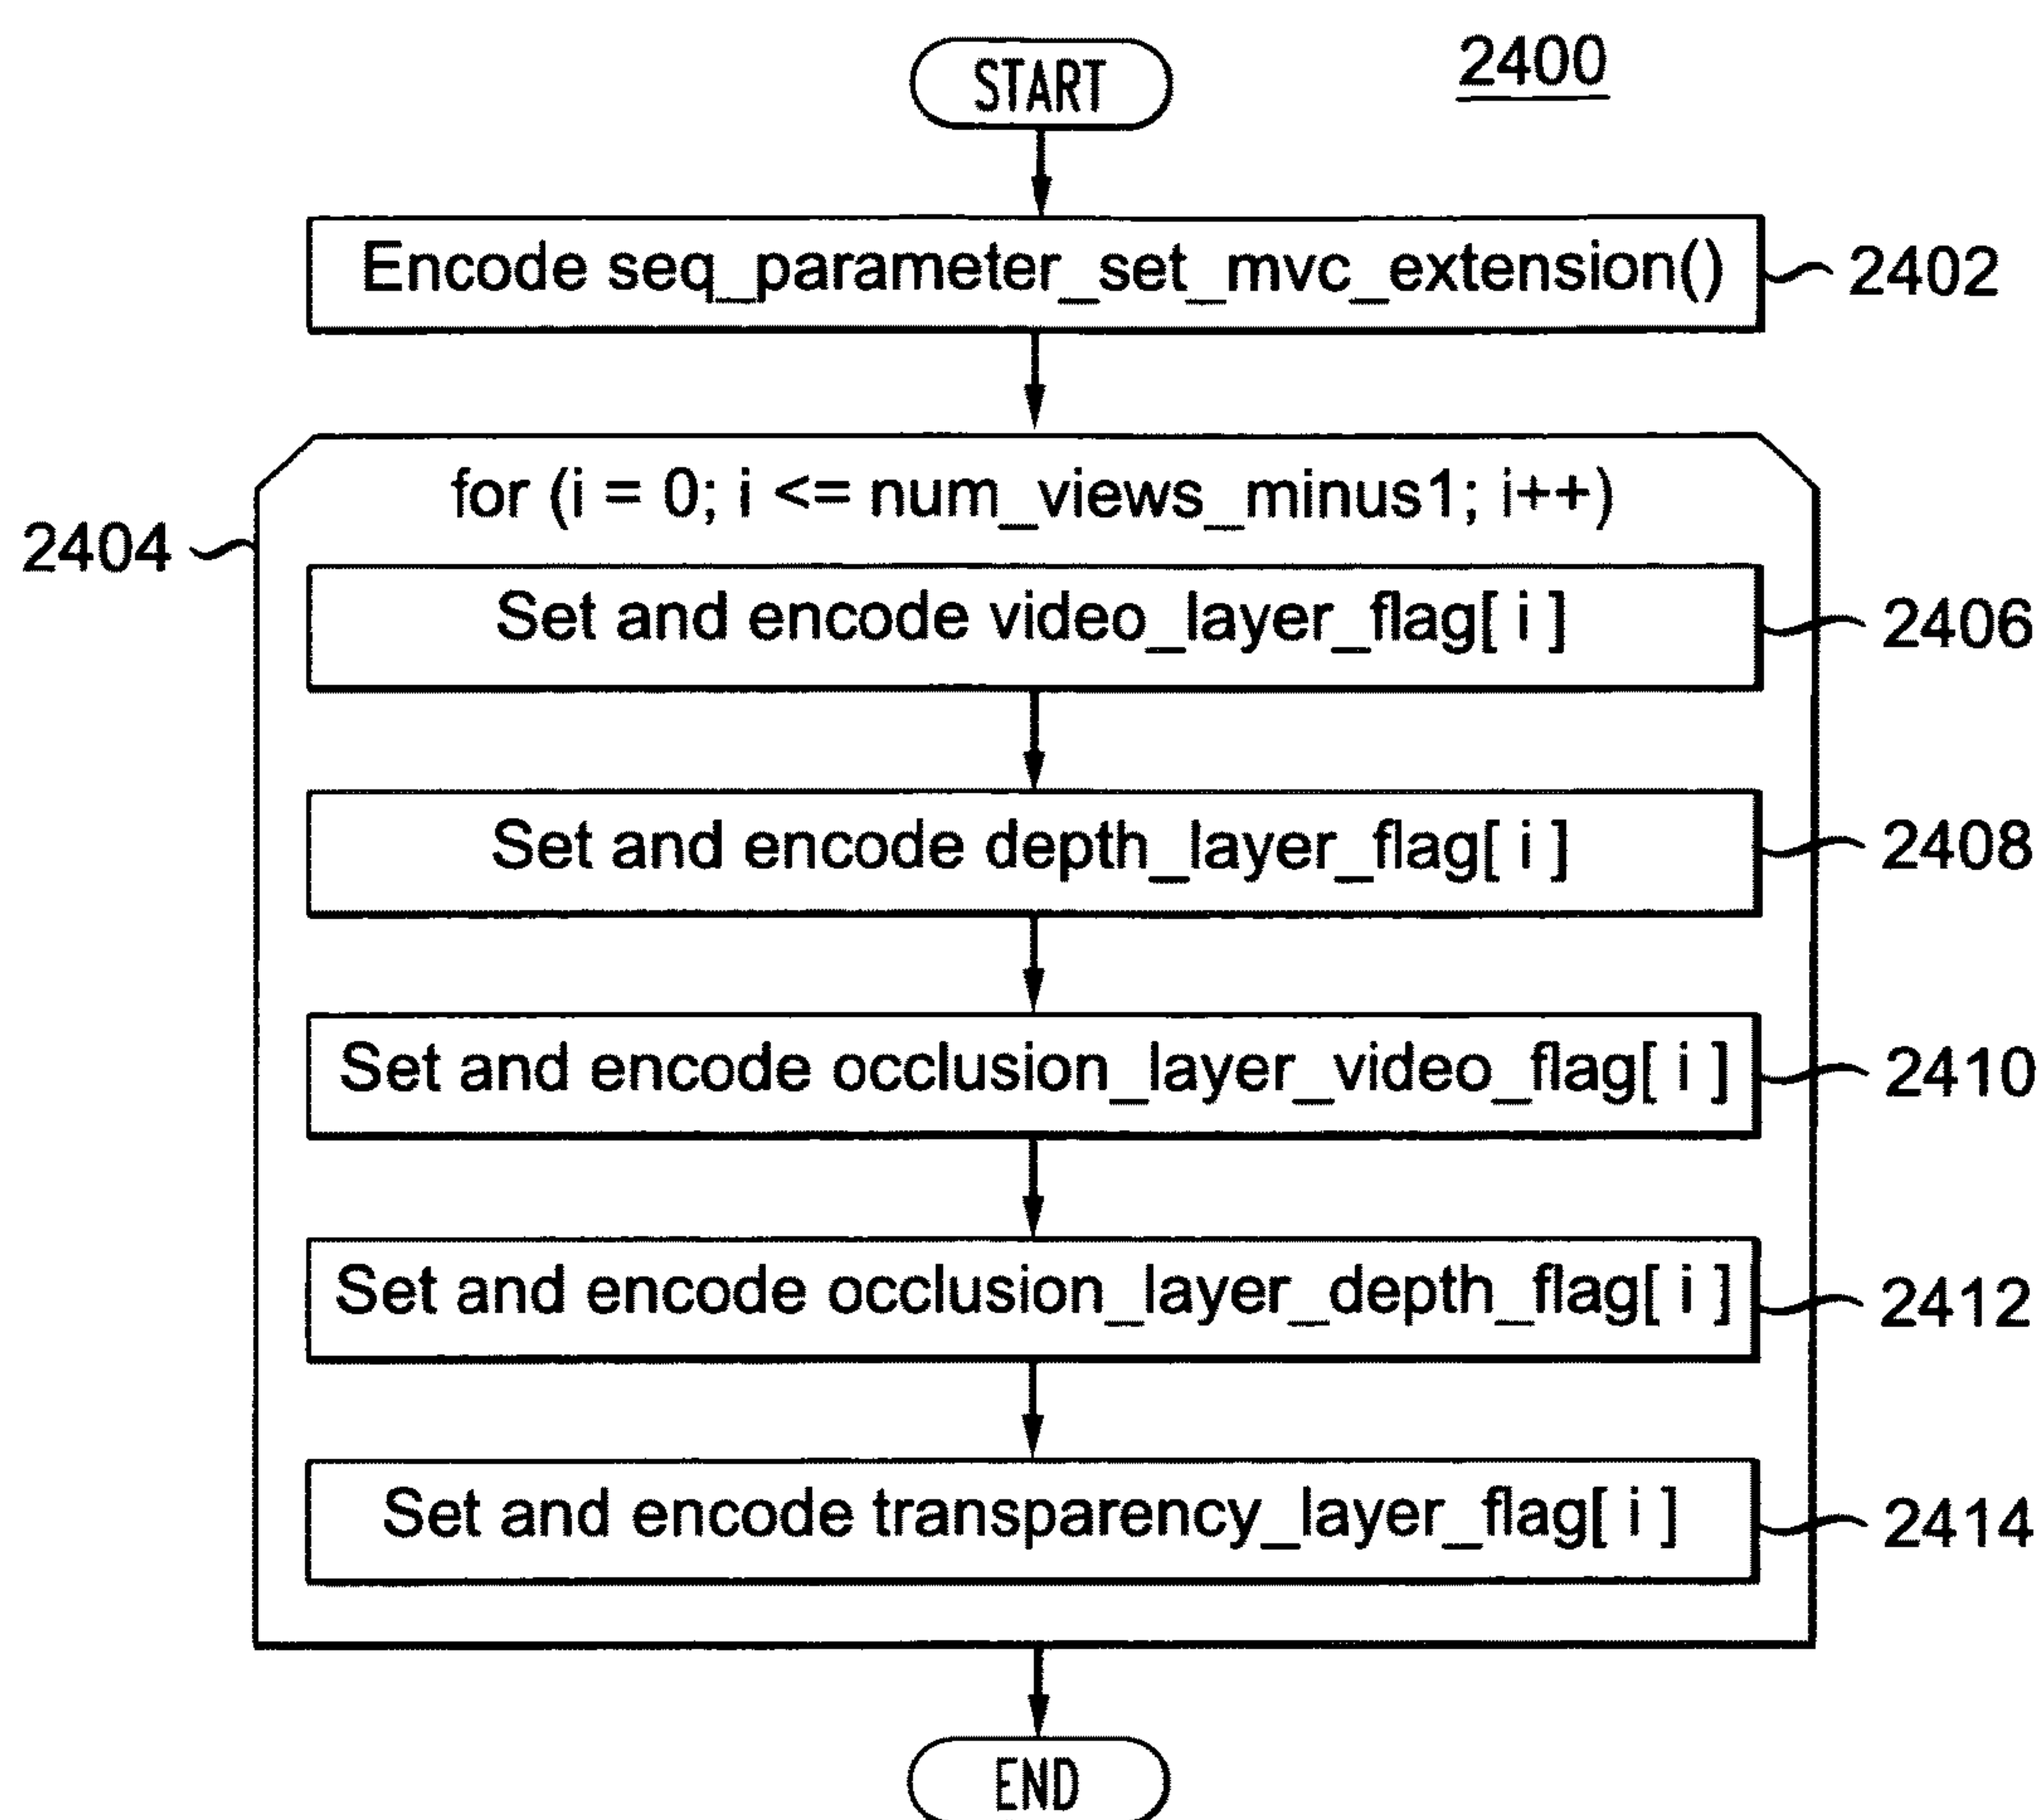 START
2400
Encode seq_parameter_set_mvc_extension()
2402
for (i = 0; i <= num_views_minus1; i++)
2404
Set and encode video_layer_flag[ i ]
2406
Set and encode depth_layer_flag[ i ]
2408
Set and encode occlusion_layer_video_flag[ i ]
2410
Set and encode occlusion_layer_depth_flag[ i ]
2412
Set and encode transparency_layer_flag[ i ]
2414
END